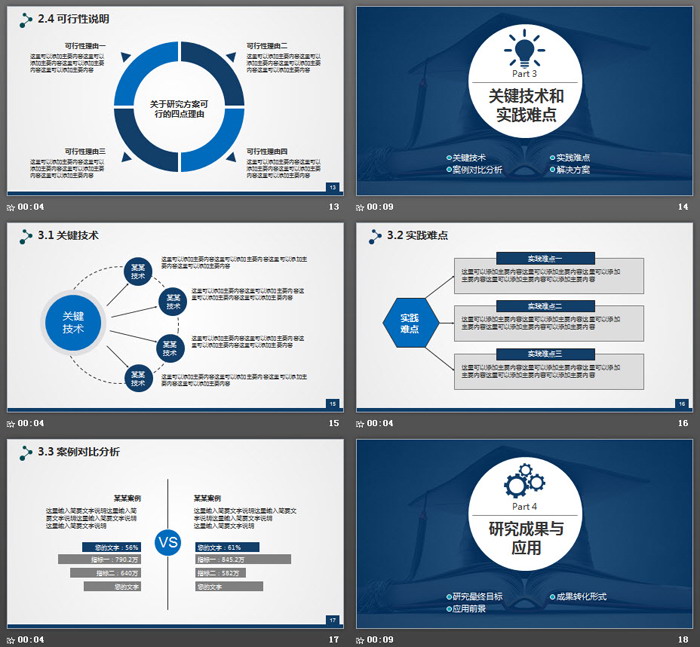 2.4 可行性说明
可行性理由一
这里可以添加主要内容这里可以
添加主要内容这里可以添加主要
内容这里可以添加主要内容
可行性理由二
这里可以添加主要内容这里可以
添加主要内容这里可以添加主要
内容这里可以添加主要内容
关于研究方案可
行的四点理由
可行性理由三
这里可以添加主要内容这里可以
添加主要内容这里可以添加主要
内容这里可以添加主要内容
可行性理由四
这里可以添加主要内容这里可以
添加主要内容这里可以添加主要
内容这里可以添加主要内容
13
00:04
13
Part 3
关键技术和
实践难点
关键技术
实践难点
案例对比分析
解决方案
00:09
14
3.1 关键技术
关键
技术
某某
技术
这里可以添加主要内容这里可以添加主要内容这里可以添加主
要内容这里可以添加主要内容
某某
技术
这里可以添加主要内容这里可以添加主要内容这
里可以添加主要内容这里可以添加主要内容
某某
技术
这里可以添加主要内容这里可以添加主要内容这
里可以添加主要内容这里可以添加主要内容
某某
技术
这里可以添加主要内容这里可以添加主要内容这里可以添加主
要内容这里可以添加主要内容
15
00:04
15
3.2 实践难点
实践
难点
实践难点一
这里可以添加主要内容这里可以添加主要内容这里可以添加
主要内容这里可以添加主要内容可以添加主要内容
实践难点二
这里可以添加主要内容这里可以添加主要内容这里可以添加
主要内容这里可以添加主要内容可以添加主要内容
实践难点三
这里可以添加主要内容这里可以添加主要内容这里可以添加
主要内容这里可以添加主要内容可以添加主要内容
16
00:04
16
3.3 案例对比分析
某某案例
这里输入简要文字说明这里输入简
要文字说明这里输入简要文字说明
这里输入简要文字说明
某某案例
这里输入简要文字说明这里输入简要文
字说明这里输入简要文字说明
这里输入简要文字说明
VS
您的文字：56%
指标一：790.2万
指标二：640万
您的文字
您的文字：61%
指标一：845.2万
指标二：582万
您的文字
17
00:04
17
Part 4
研究成果与
应用
研究最终目标
成果转化形式
应用前景
00:09
18